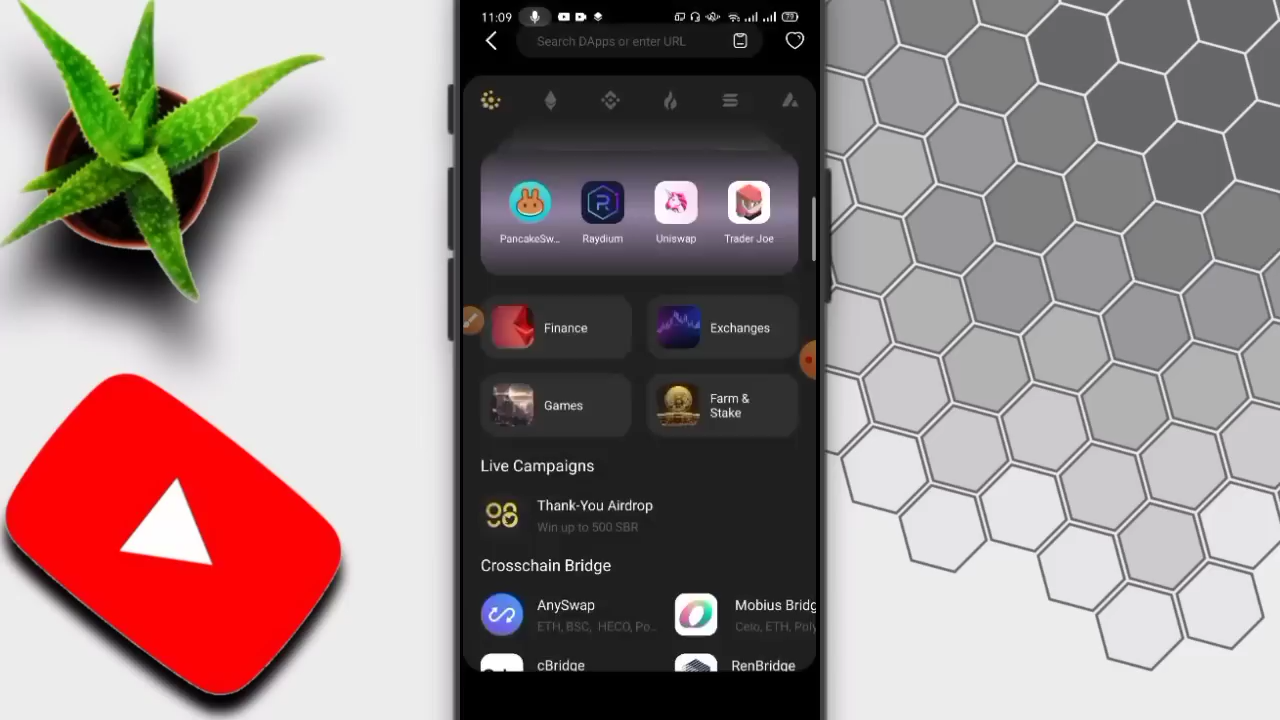 11:09
79
Search DApps or enter URL
PancakeSw...
Raydium
Uniswap
Trader Joe
Finance
Exchanges
Games
Farm &
Stake
Live Campaigns
Thank-You Airdrop
Win up to 500 SBR
Crosschain Bridge
AnySwap
Mobius Bridg
ETH, BSC, HECO, Po...
Celo, ETH, Poly
cBridge
RenBridge